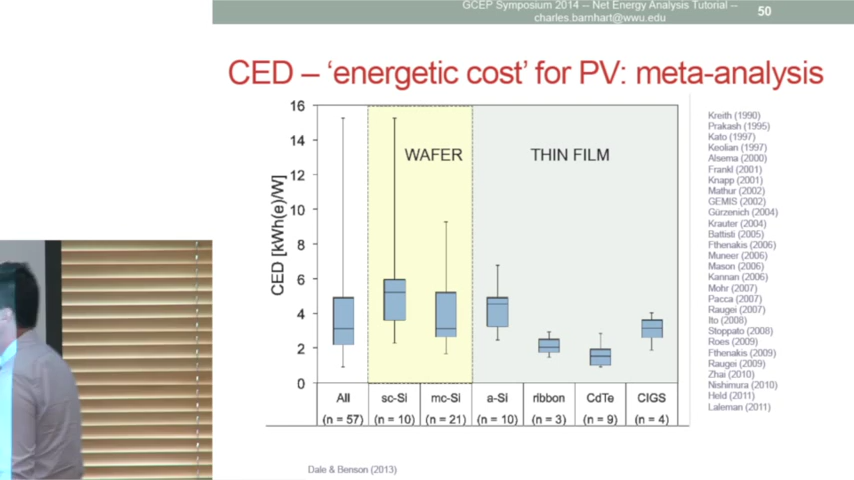 GCEP Symposium 2014 -- Net Energy Analysis Tutorial --
charles.barnhart@wwu.edu
50
CED – 'energetic cost' for PV: meta-analysis
CED [kWh(e)/W]
16
14
12
10
8
6
4
2
0
WAFER
THIN FILM
All
sc-Si
mc-Si
a-Si
ribbon
CdTe
CIGS
(n = 57)
(n = 10)
(n = 21)
(n = 10)
(n = 3)
(n = 9)
(n = 4)
Kreith (1990)
Prakash (1995)
Kato (1997)
Keolian (1997)
Alsema (2000)
Frankl (2001)
Knapp (2001)
Mathur (2002)
GEMIS (2002)
Gürzenich (2004)
Krauter (2004)
Battisti (2005)
Fthenakis (2006)
Muneer (2006)
Mason (2006)
Kannan (2006)
Mohr (2007)
Pacca (2007)
Raugei (2007)
Ito (2008)
Stoppato (2008)
Roes (2009)
Fthenakis (2009)
Raugei (2009)
Zhai (2010)
Nishimura (2010)
Held (2011)
Laleman (2011)
Dale & Benson (2013)